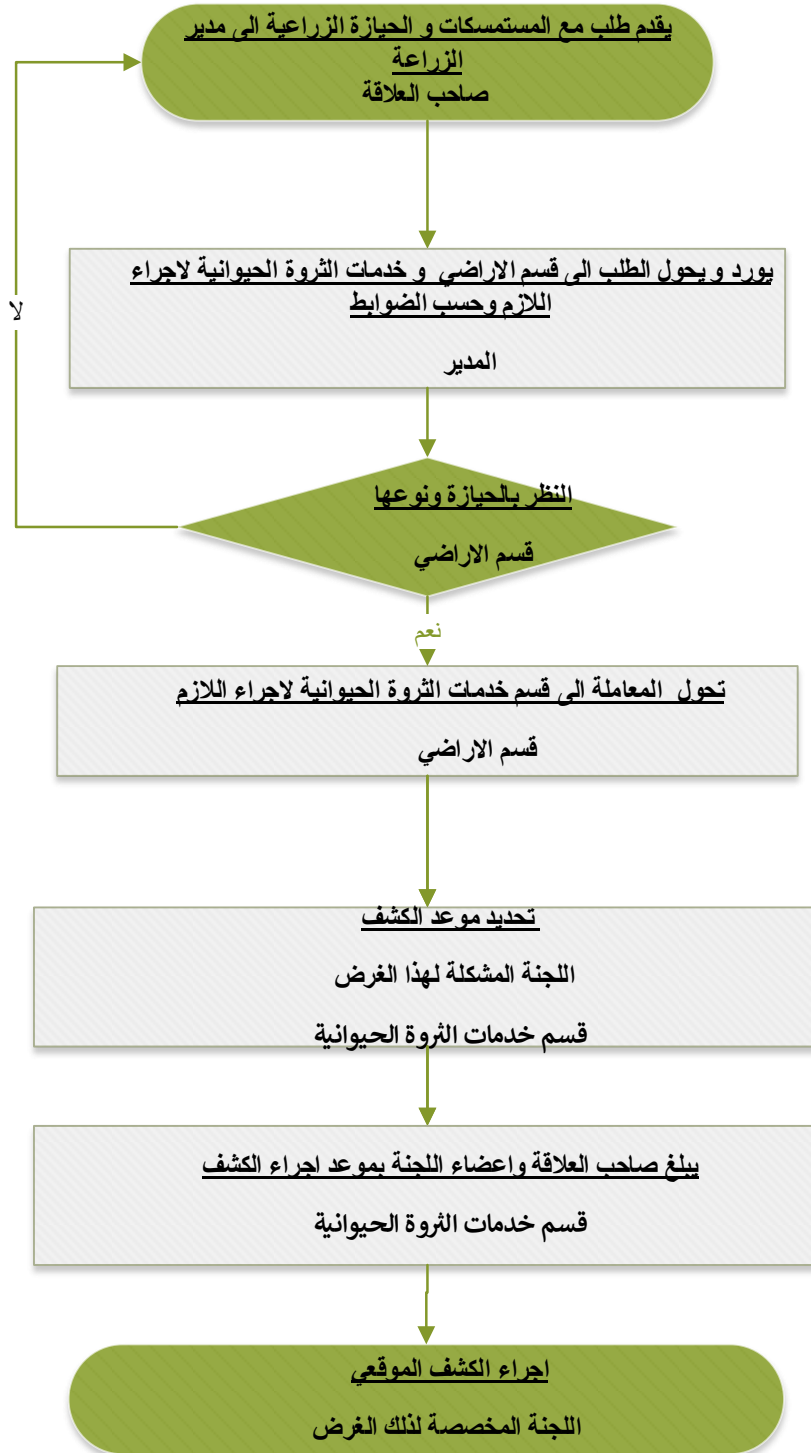 يقدم طلب مع المستمسكات و الحيازة الزراعية الى مدير
الزراعة
صاحب العلاقة
يورد و يحول الطلب الى قسم الاراضي و خدمات الثروة الحيوانية لاجراء
اللازم وحسب الضوابط
المدير
لا
النظر بالحيازة ونوعها
قسم الاراضي
نعم
تحول المعاملة الى قسم خدمات الثروة الحيوانية لاجراء اللازم
قسم الاراضي
تحديد موعد الكشف
اللجنة المشكلة لهذا الغرض
قسم خدمات الثروة الحيوانية
يبلغ صاحب العلاقة واعضاء اللجنة بموعد اجراء الكشف
قسم خدمات الثروة الحيوانية
اجراء الكشف الموقعي
اللجنة المخصصة لذلك الغرض